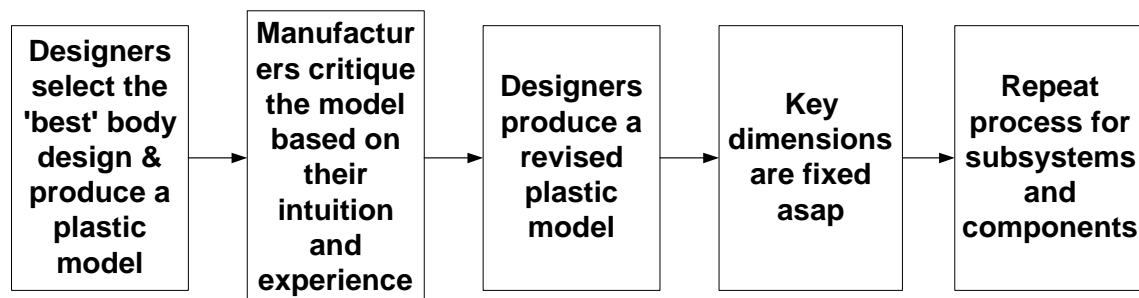 Designers
select the
'best' body
design &
produce a
plastic
model
Manufactur
ers critique
the model
based on
their
intuition
and
experience
Designers
produce a
revised
plastic
model
Key
dimensions
are fixed
asap
Repeat
process for
subsystems
and
components